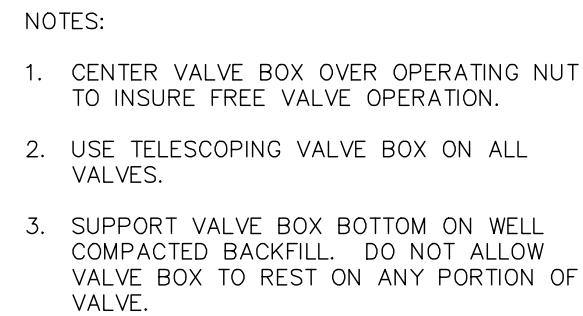 NOTES:
1. CENTER VALVE BOX OVER OPERATING NUT
TO INSURE FREE VALVE OPERATION.
2. USE TELESCOPING VALVE BOX ON ALL
VALVES.
3. SUPPORT VALVE BOX BOTTOM ON WELL
COMPACTED BACKFILL. DO NOT ALLOW
VALVE BOX TO REST ON ANY PORTION OF
VALVE.